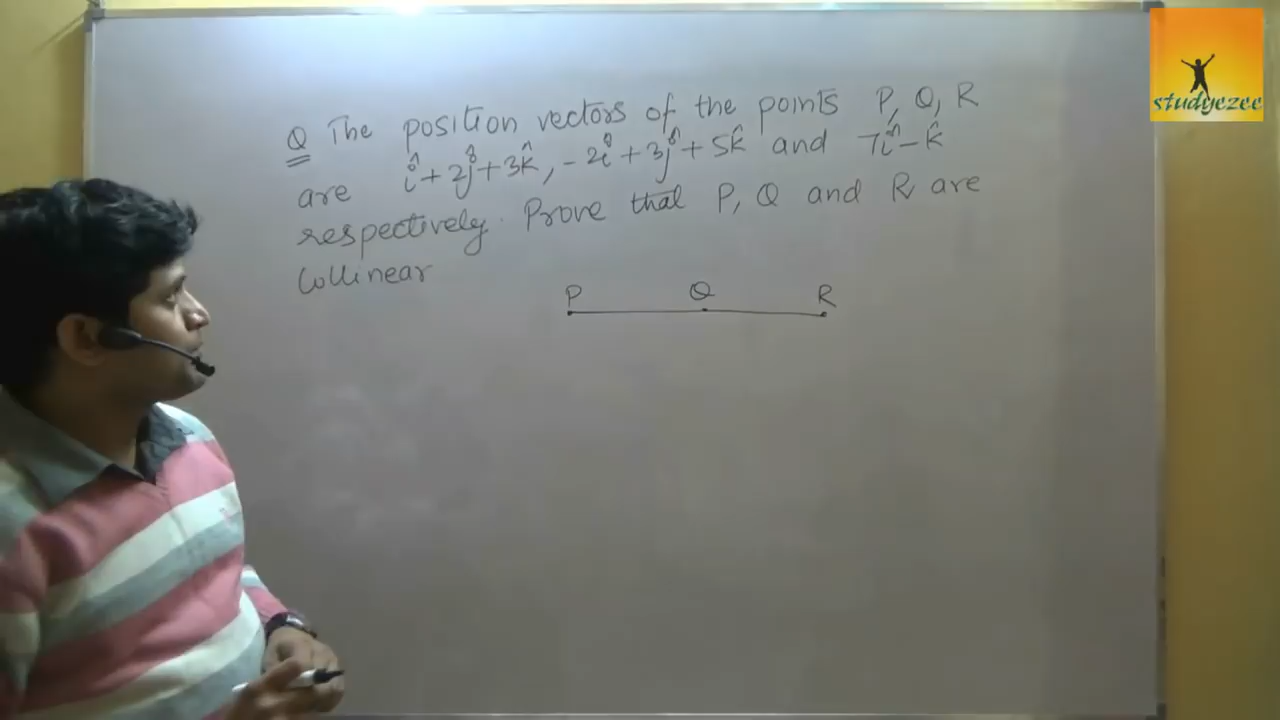 Q The position vectors of the points P, Q, R
are î + 2ĵ + 3k̂, - 2î + 3ĵ + 5k̂ and 7î - k̂
respectively. Prove that P, Q and R are
Collinear
P Q R
studyezee